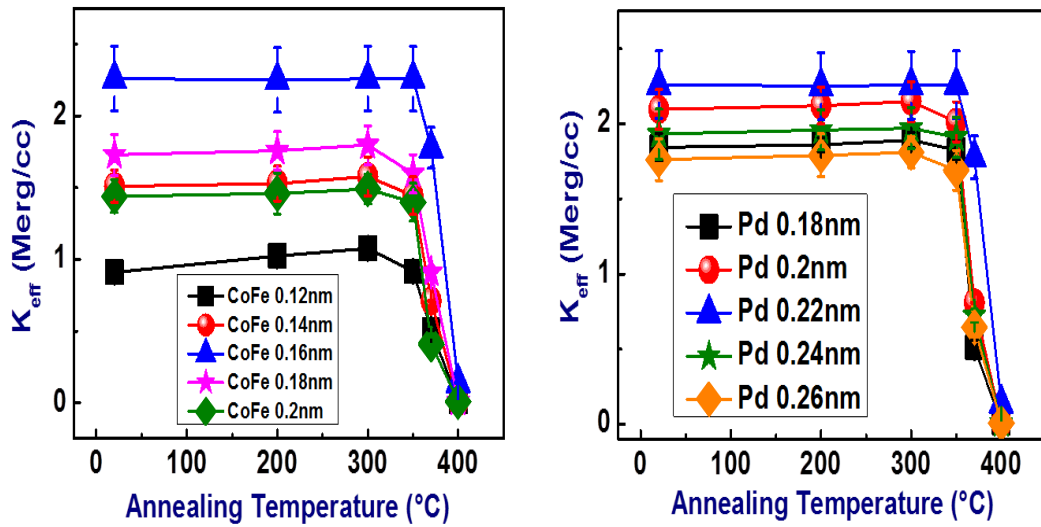 K_eff (Merg/cc)
2
1
0
CoFe 0.12nm
CoFe 0.14nm
CoFe 0.16nm
CoFe 0.18nm
CoFe 0.2nm
0 100 200 300 400
Annealing Temperature (°C)
K_eff (Merg/cc)
2
1
0
Pd 0.18nm
Pd 0.2nm
Pd 0.22nm
Pd 0.24nm
Pd 0.26nm
0 100 200 300 400
Annealing Temperature (°C)